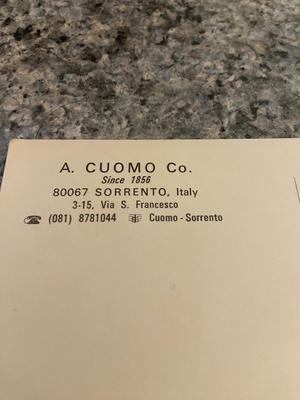 A. CUOMO Co.
Since 1856
80067 SORRENTO, Italy
3-15, Via S. Francesco
☎ (081) 8781044 Cuomo - Sorrento